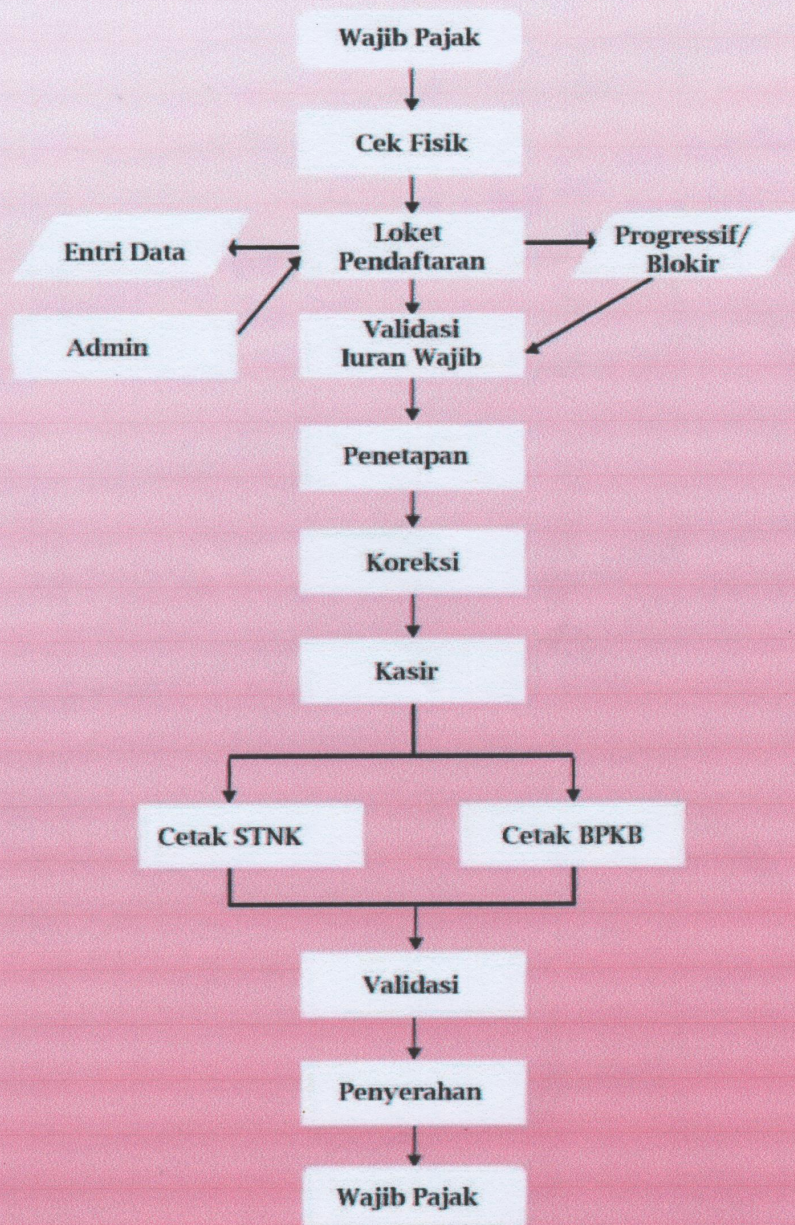 Wajib Pajak
Cek Fisik
Entri Data
Loket
Pendaftaran
Progressif/
Blokir
Admin
Validasi
Iuran Wajib
Penetapan
Koreksi
Kasir
Cetak STNK
Cetak BPKB
Validasi
Penyerahan
Wajib Pajak